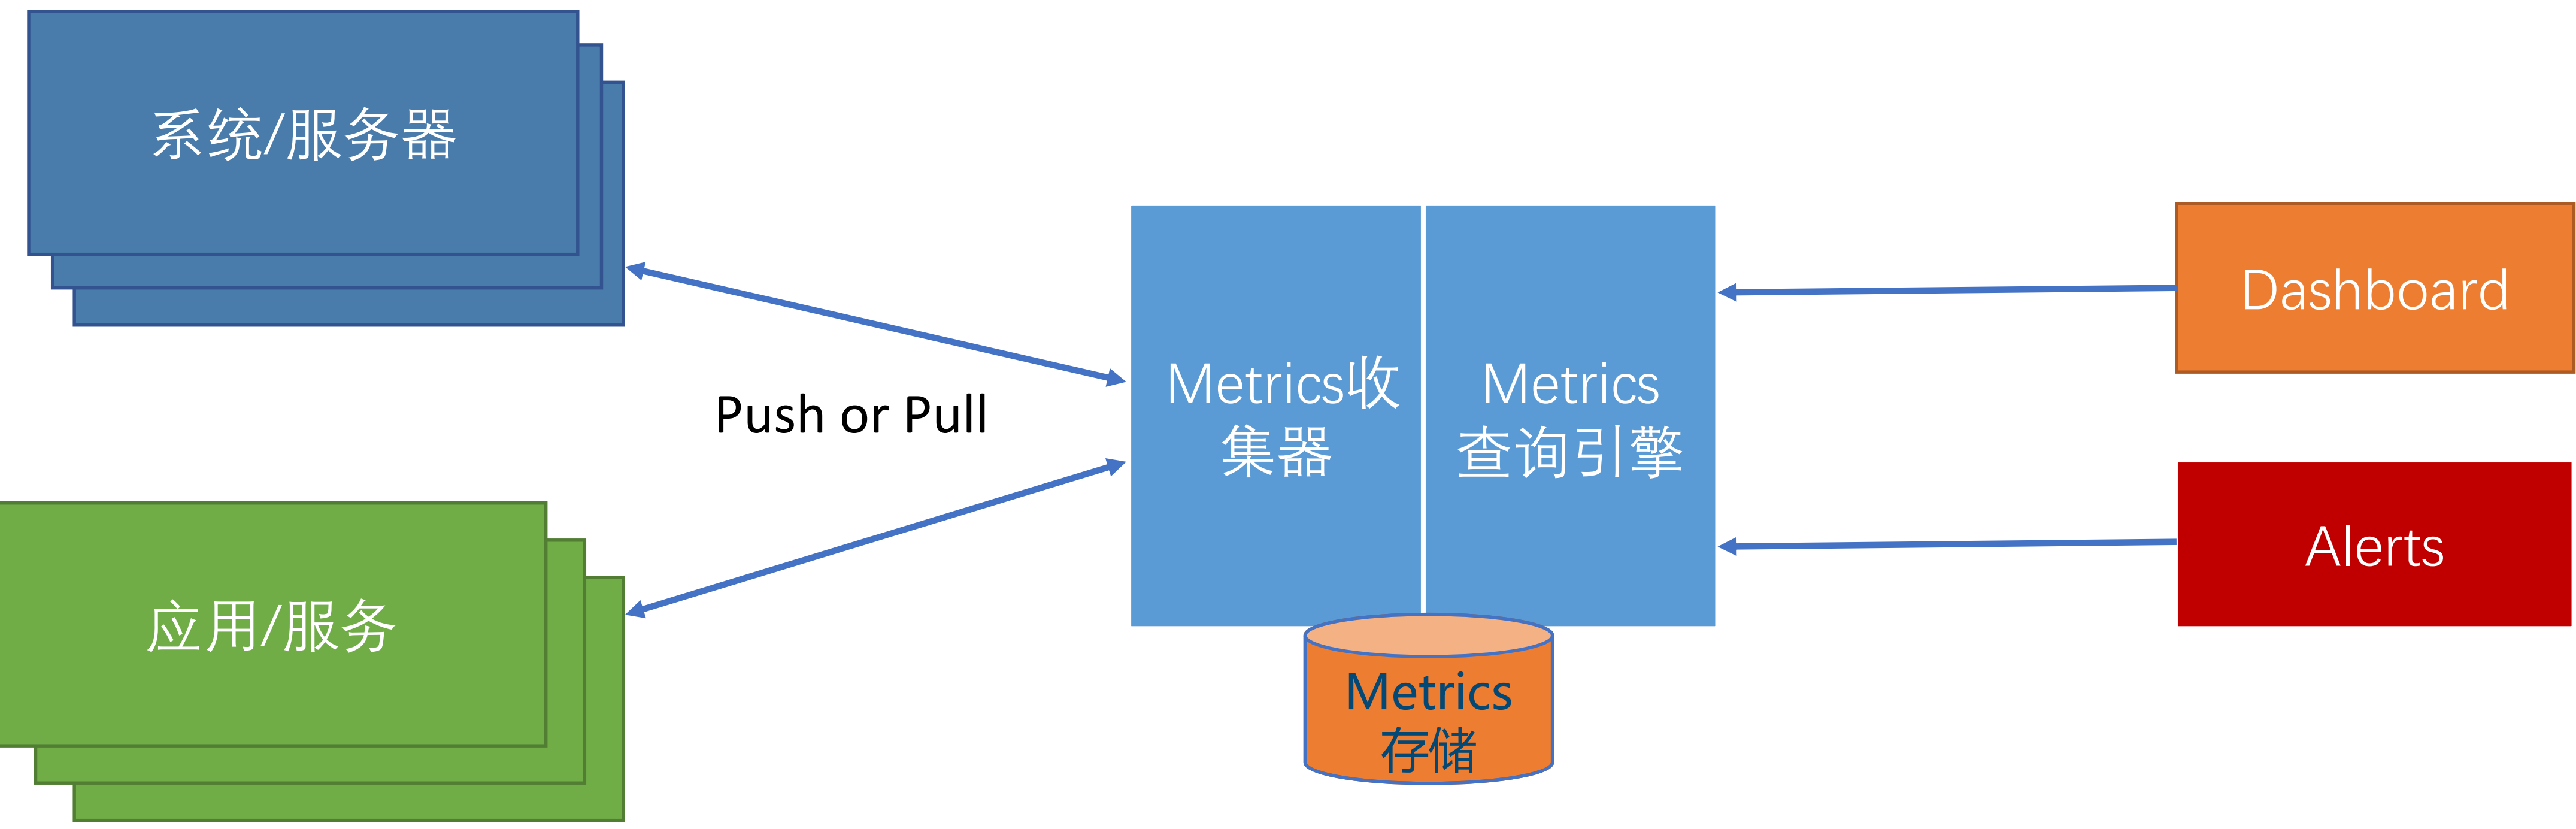 系统/服务器
Push or Pull
应用/服务
Metrics收
集器
Metrics
查询引擎
Metrics
存储
Dashboard
Alerts